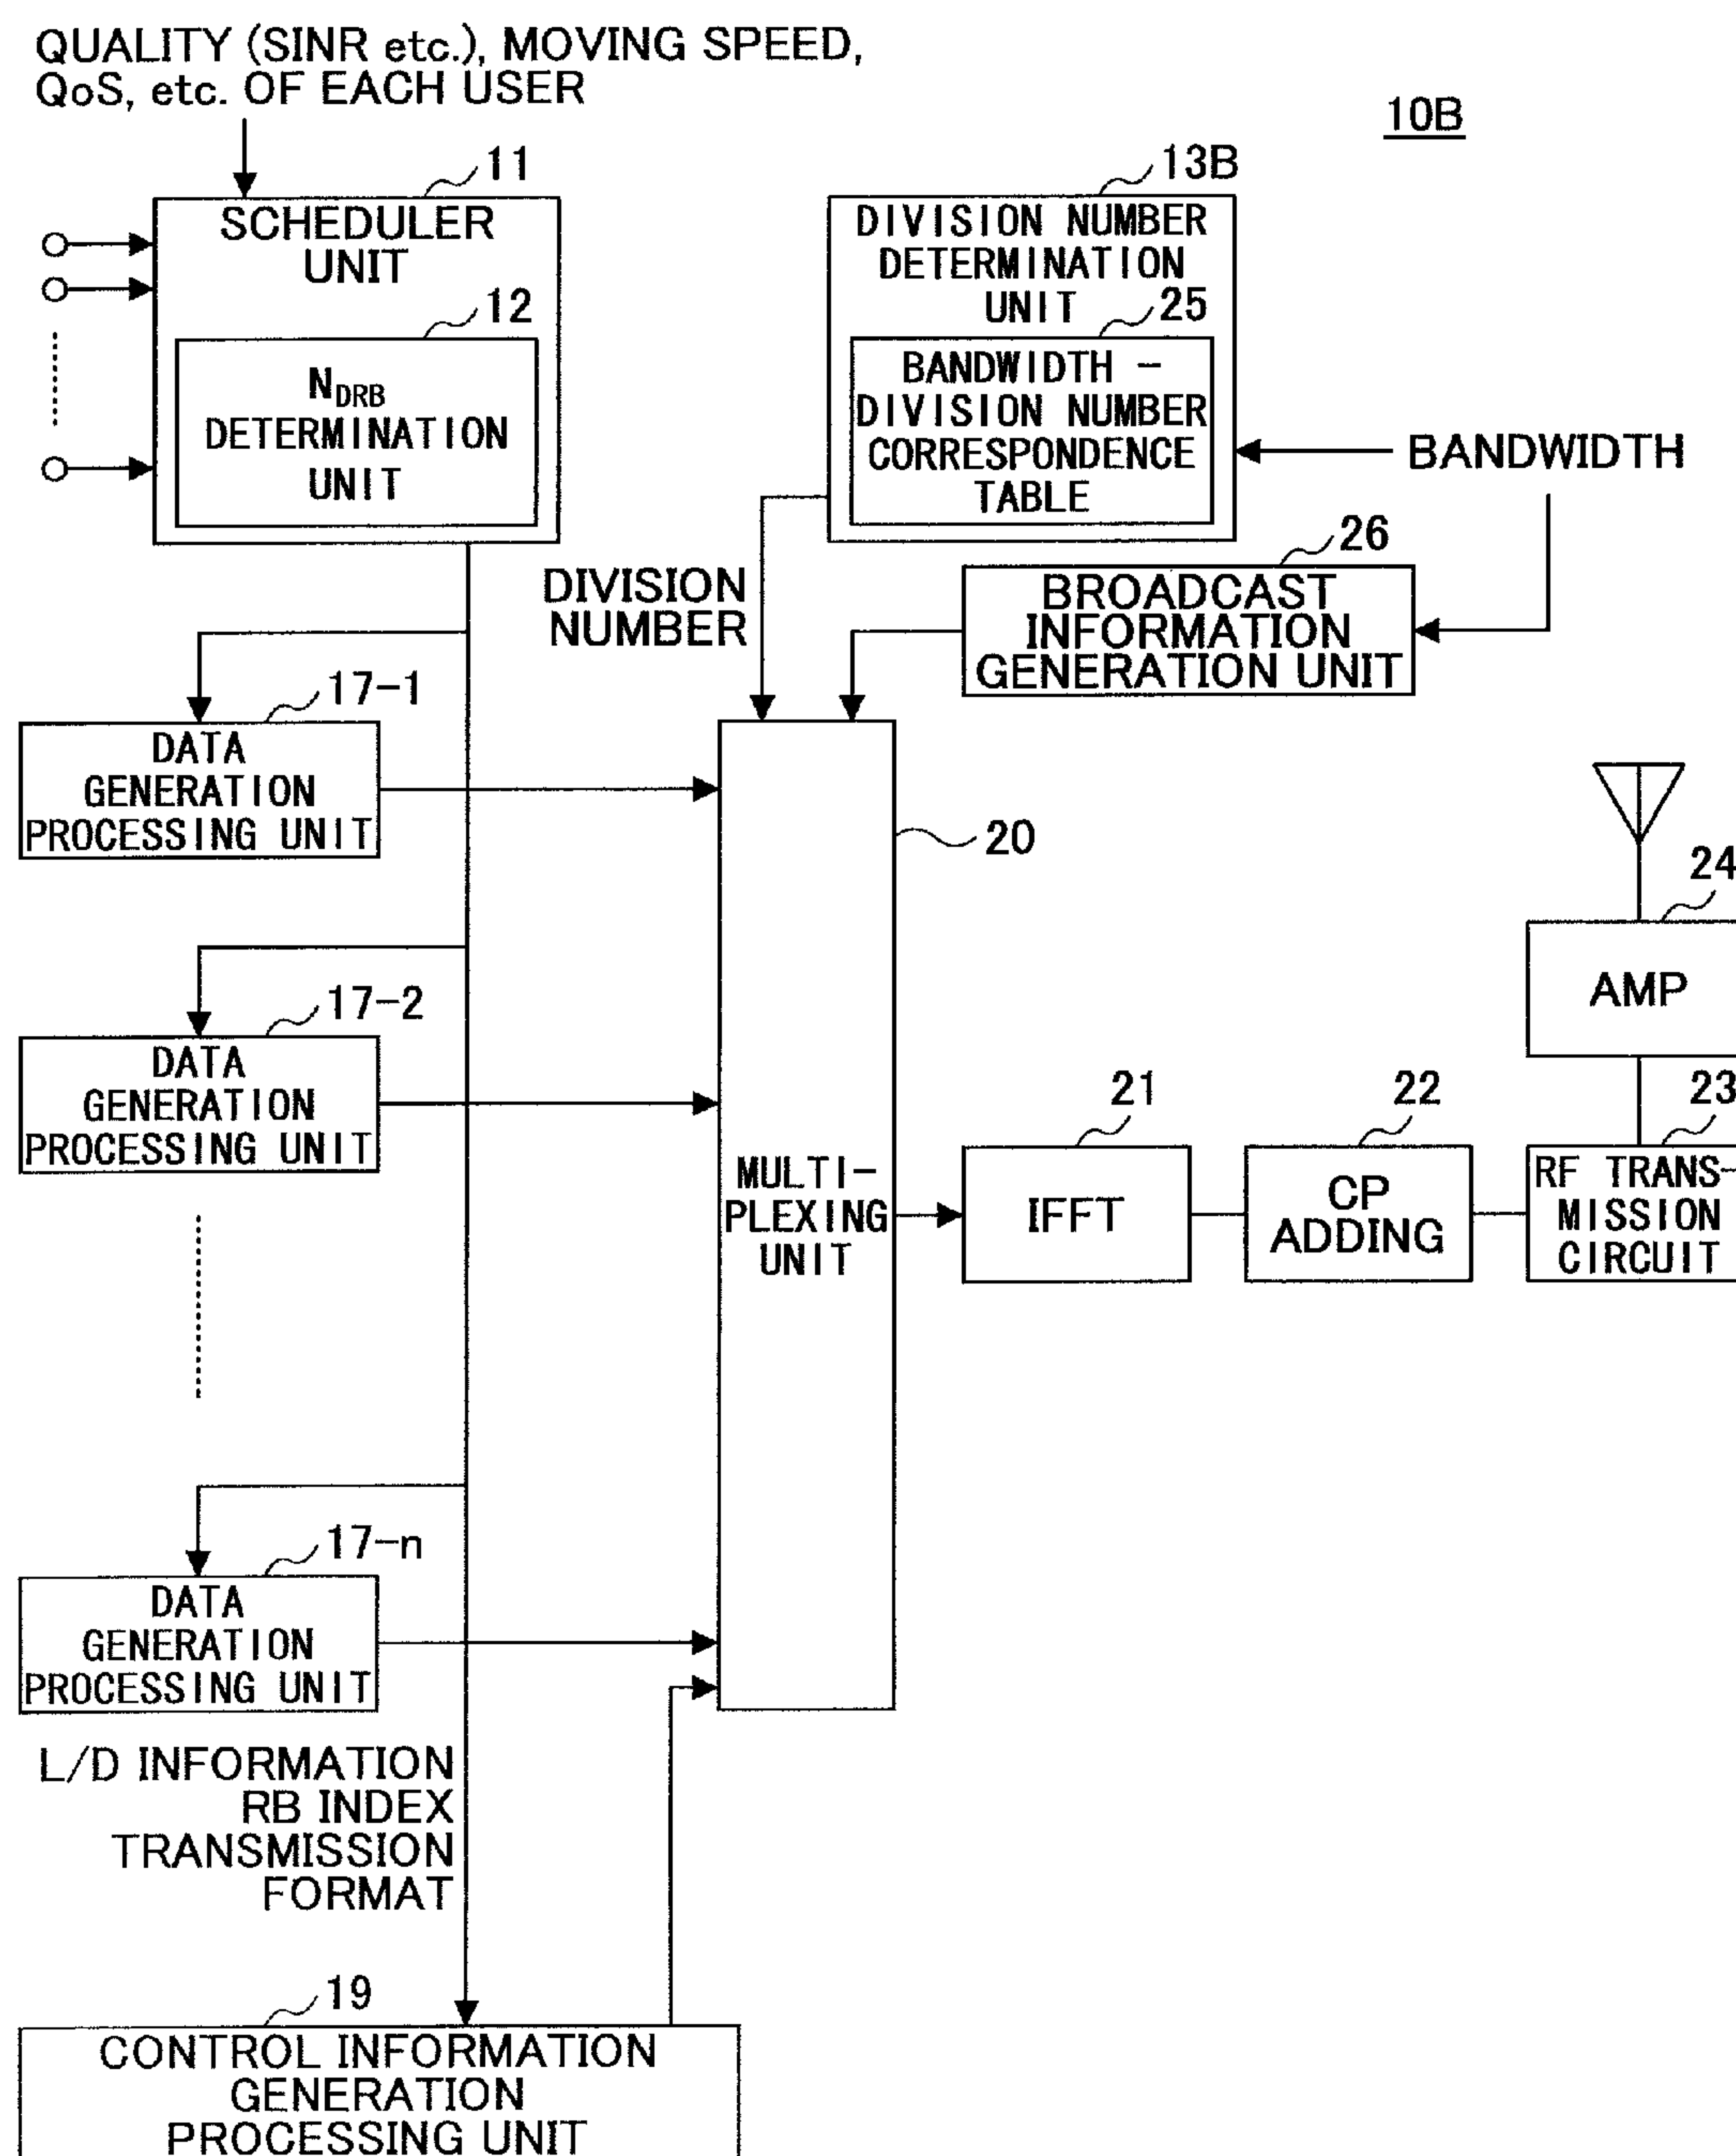 QUALITY (SINR etc.), MOVING SPEED,
QoS, etc. OF EACH USER
10B
11
SCHEDULER
UNIT
12
NDRB
DETERMINATION
UNIT
13B
DIVISION NUMBER
DETERMINATION
UNIT
25
BANDWIDTH -
DIVISION NUMBER
CORRESPONDENCE
TABLE
BANDWIDTH
26
BROADCAST
INFORMATION
GENERATION UNIT
DIVISION
NUMBER
17-1
DATA
GENERATION
PROCESSING UNIT
20
24
AMP
17-2
DATA
GENERATION
PROCESSING UNIT
MULTI-
PLEXING
UNIT
21
IFFT
22
CP
ADDING
23
RF TRANS-
MISSION
CIRCUIT
17-n
DATA
GENERATION
PROCESSING UNIT
L/D INFORMATION
RB INDEX
TRANSMISSION
FORMAT
19
CONTROL INFORMATION
GENERATION
PROCESSING UNIT